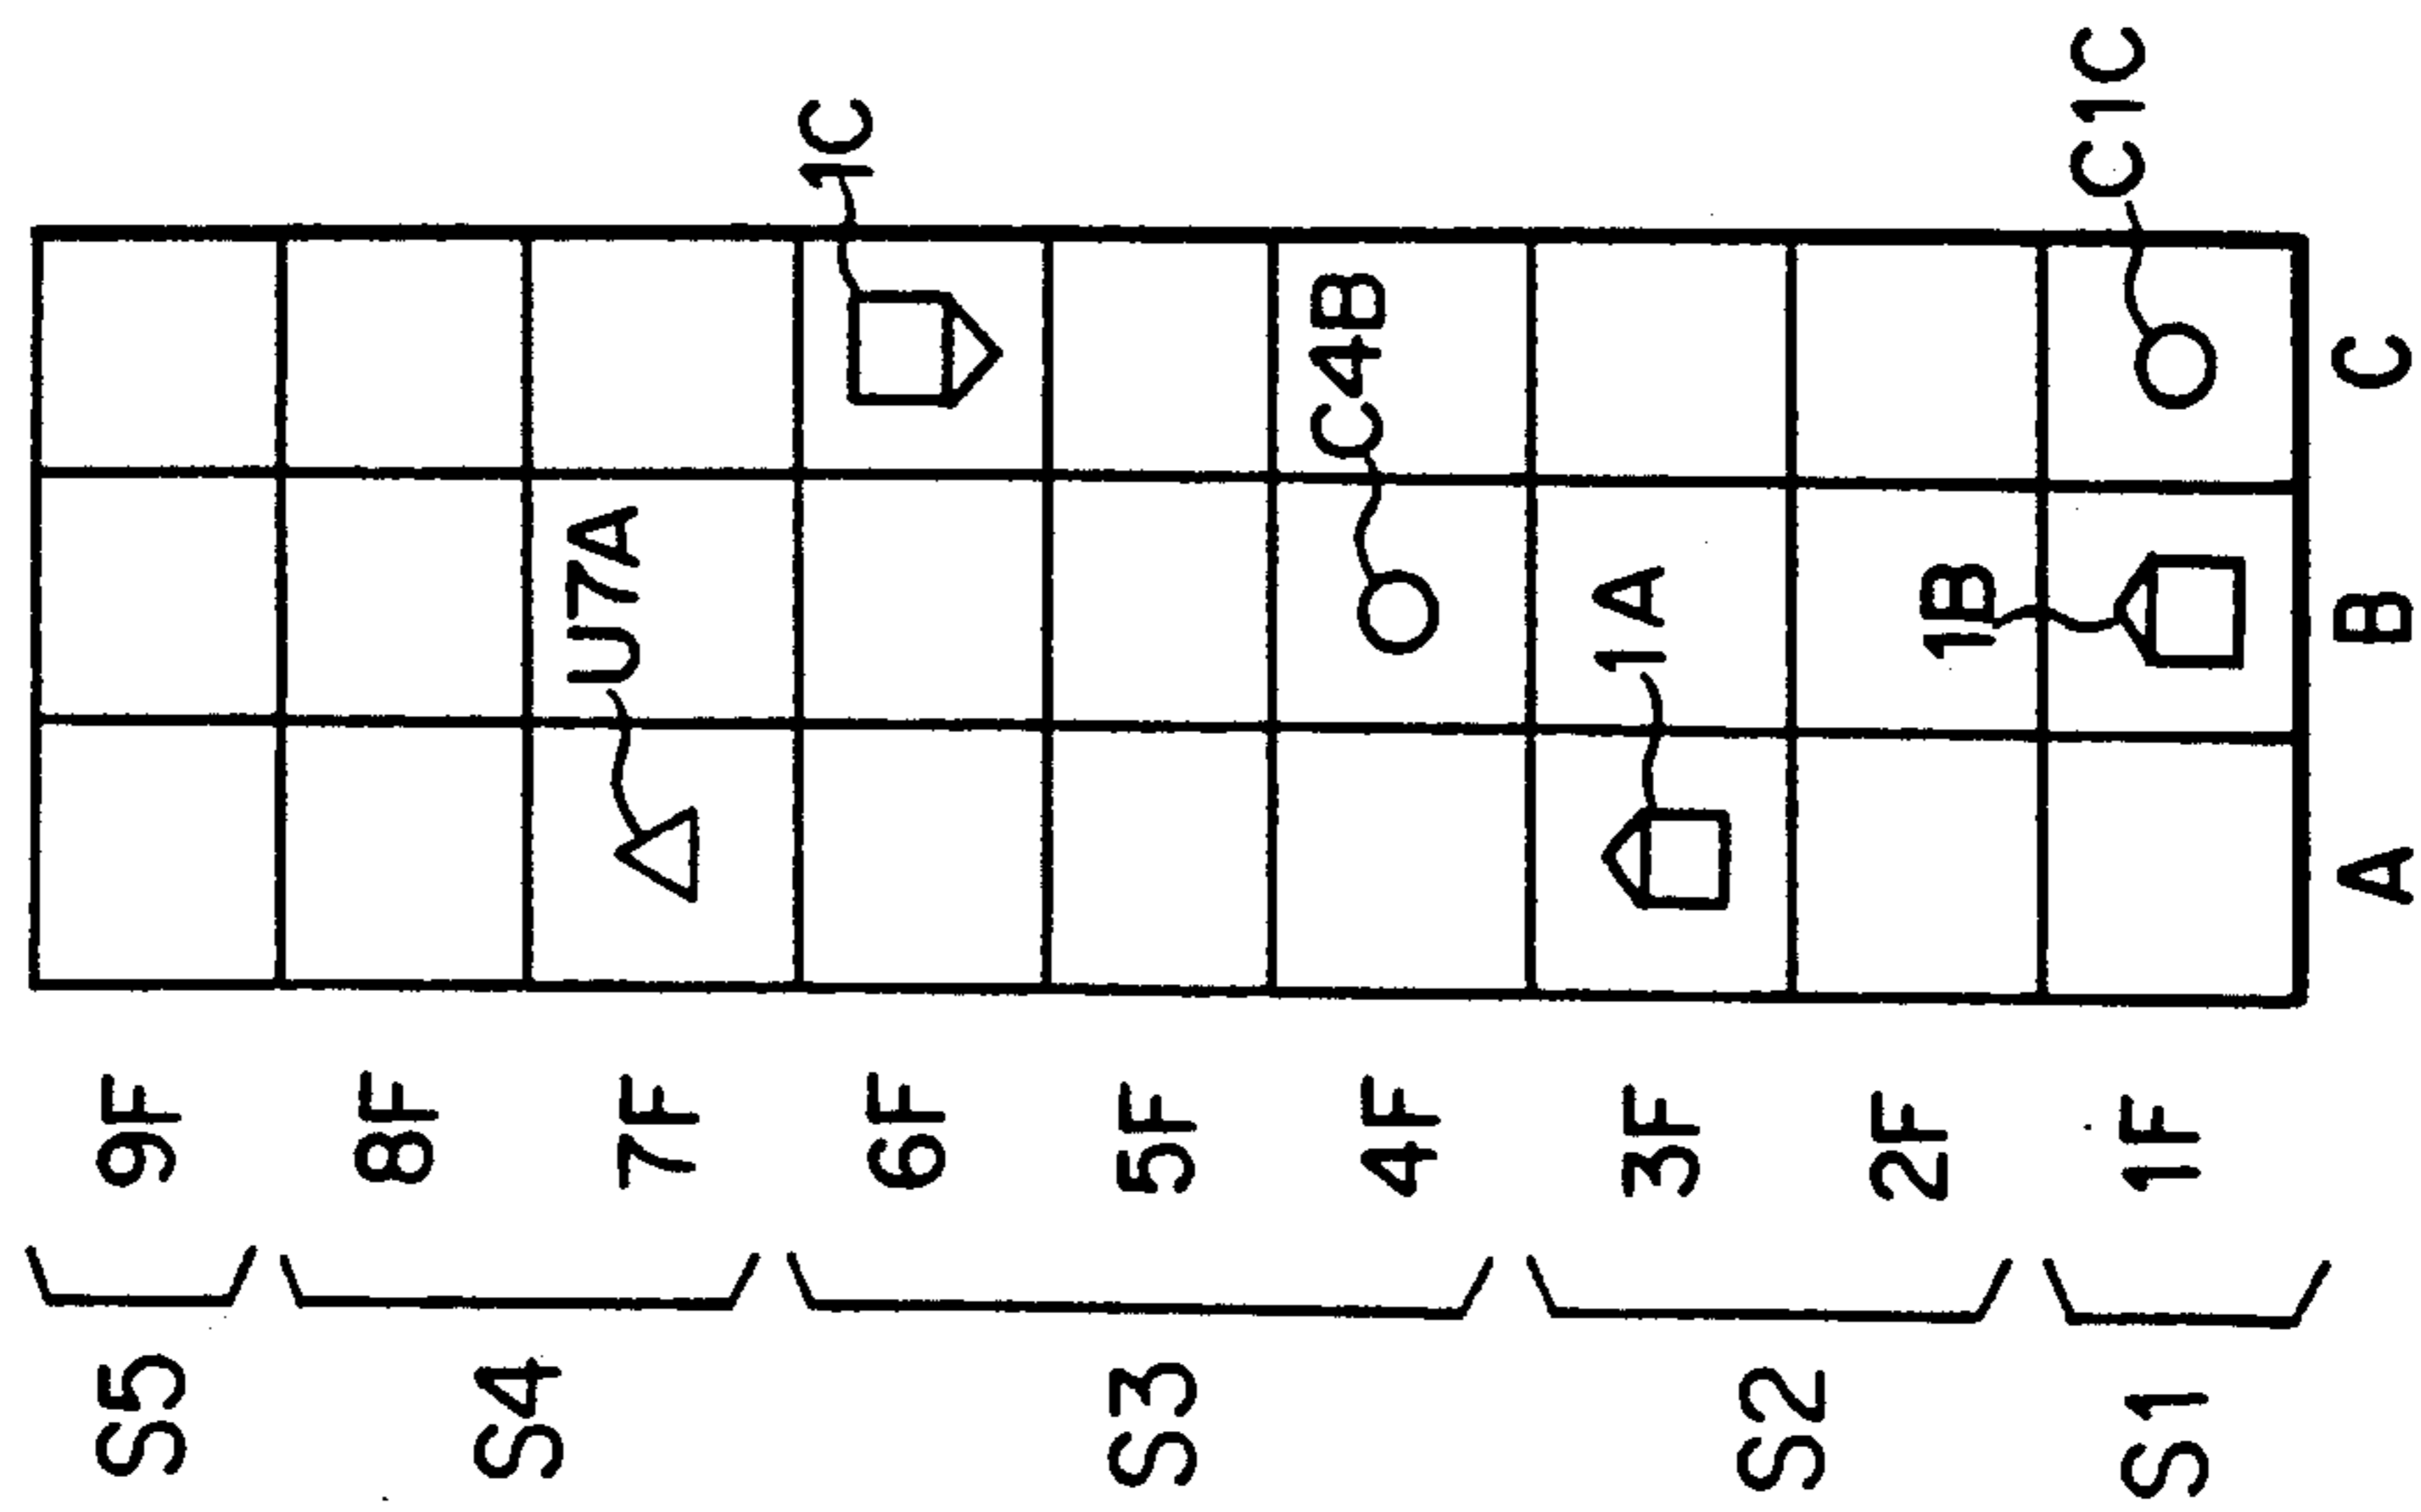 S5 9F
S4 8F
7F U7A
S3 6F 1C
5F
4F C4B
S2 3F 1A
2F 1B
S1 1F C1C
A B C